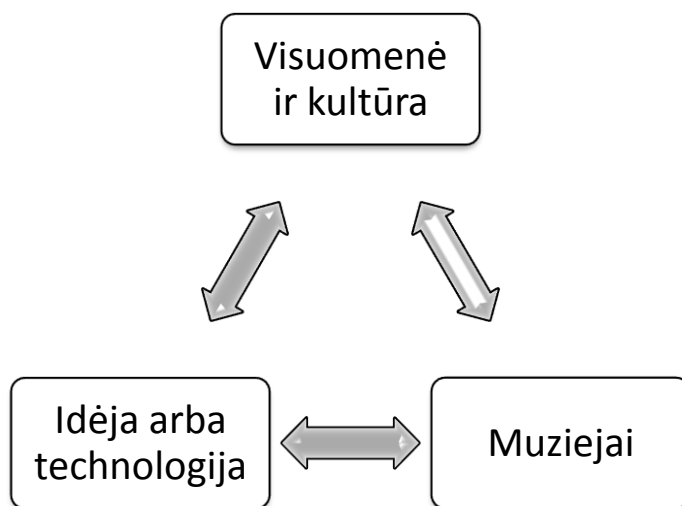 Visuomenė
ir kultūra
Idėja arba
technologija
Muziejai